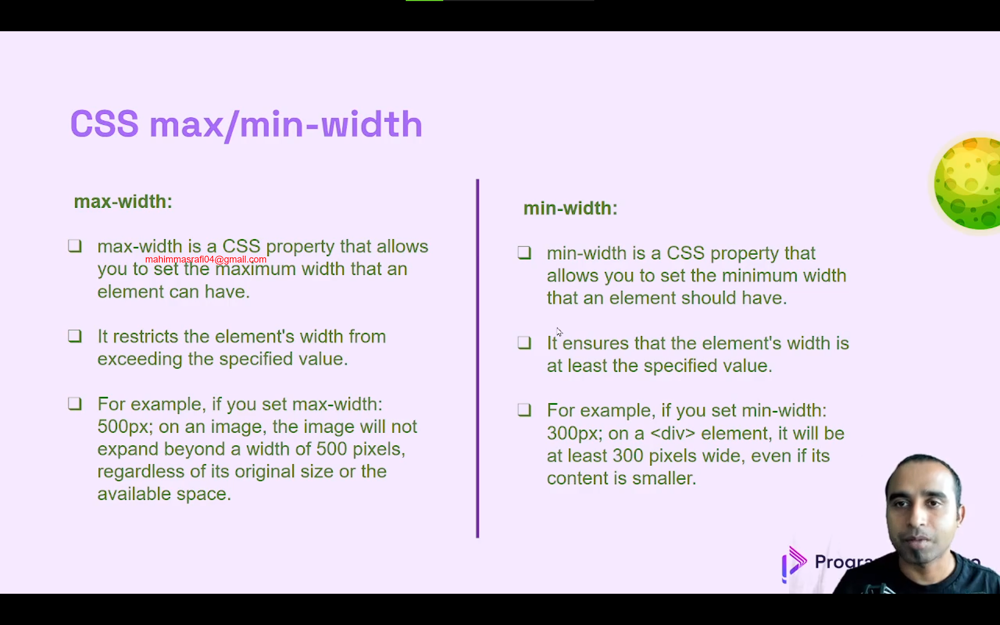 CSS max/min-width
max-width:
❏ max-width is a CSS property that allows
mahimmasrafi04@gmail.com
you to set the maximum width that an
element can have.
❏ It restricts the element's width from
exceeding the specified value.
❏ For example, if you set max-width:
500px; on an image, the image will not
expand beyond a width of 500 pixels,
regardless of its original size or the
available space.
min-width:
❏ min-width is a CSS property that
allows you to set the minimum width
that an element should have.
❏ It ensures that the element's width is
at least the specified value.
❏ For example, if you set min-width:
300px; on a <div> element, it will be
at least 300 pixels wide, even if its
content is smaller.